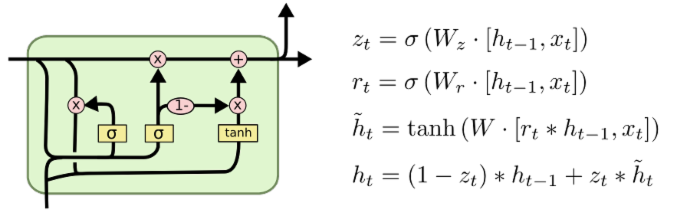 x +
x 1- x
σ σ tanh
z_t = σ (W_z · [h_{t−1}, x_t])
r_t = σ (W_r · [h_{t−1}, x_t])
h̃_t = tanh (W · [r_t * h_{t−1}, x_t])
h_t = (1 − z_t) * h_{t−1} + z_t * h̃_t